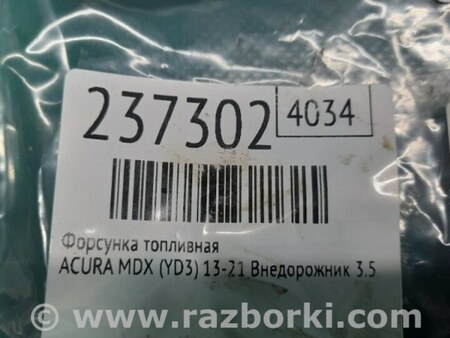 237302 4034
Форсунка топливная
ACURA MDX (YD3) 13-21 Внедорожник 3.5
www.razborki.com